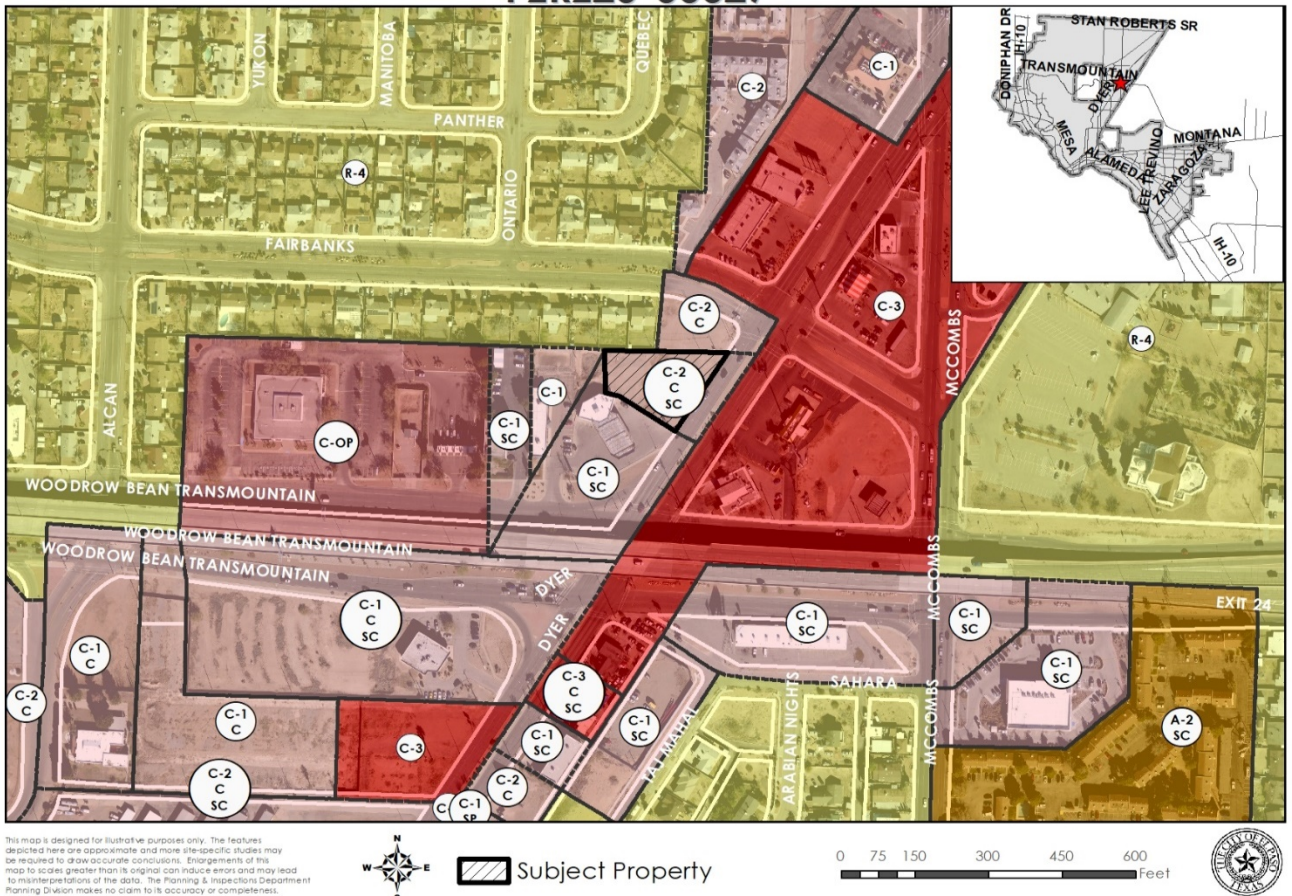 STAN ROBERTS SR
DONIPHAN DR
IH-10
TRANSMOUNTAIN
DYER
MESA
MONTANA
ALAMEDA
LEE TREVINO
ZARAGOZA
IH-10
YUKON
MANITOBA
QUEBEC
C-1
C-2
PANTHER
R-4
ONTARIO
FAIRBANKS
C-2
C
C-3
MCCOMBS
R-4
ALCAN
C-OP
C-1
SC
C-1
C-2
C
SC
C-1
SC
WOODROW BEAN TRANSMOUNTAIN
WOODROW BEAN TRANSMOUNTAIN
WOODROW BEAN TRANSMOUNTAIN
DYER
DYER
MCCOMBS
EXIT 24
C-1
C
C-1
C
SC
C-1
SC
C-1
SC
C-1
SC
C-2
C
C-1
C
C-3
C-3
C
SC
C-1
SC
C-1
SC
SAHARA
MCCOMBS
A-2
SC
TAJ MAHAL
ARABIAN NIGHTS
C-2
C
SC
C-2
C
C
C-1
SP
This map is designed for illustrative purposes only. The features
depicted here are approximate and more site-specific studies may
be required to draw accurate conclusions. Enlargements of this
map to scales greater than its original can induce errors and may lead
to misinterpretations of the data. The Planning & Inspections Department
Planning Division makes no claim to its accuracy or completeness.
N
W E
S
Subject Property
0 75 150 300 450 600
Feet
THE CITY OF EL PASO
TEXAS